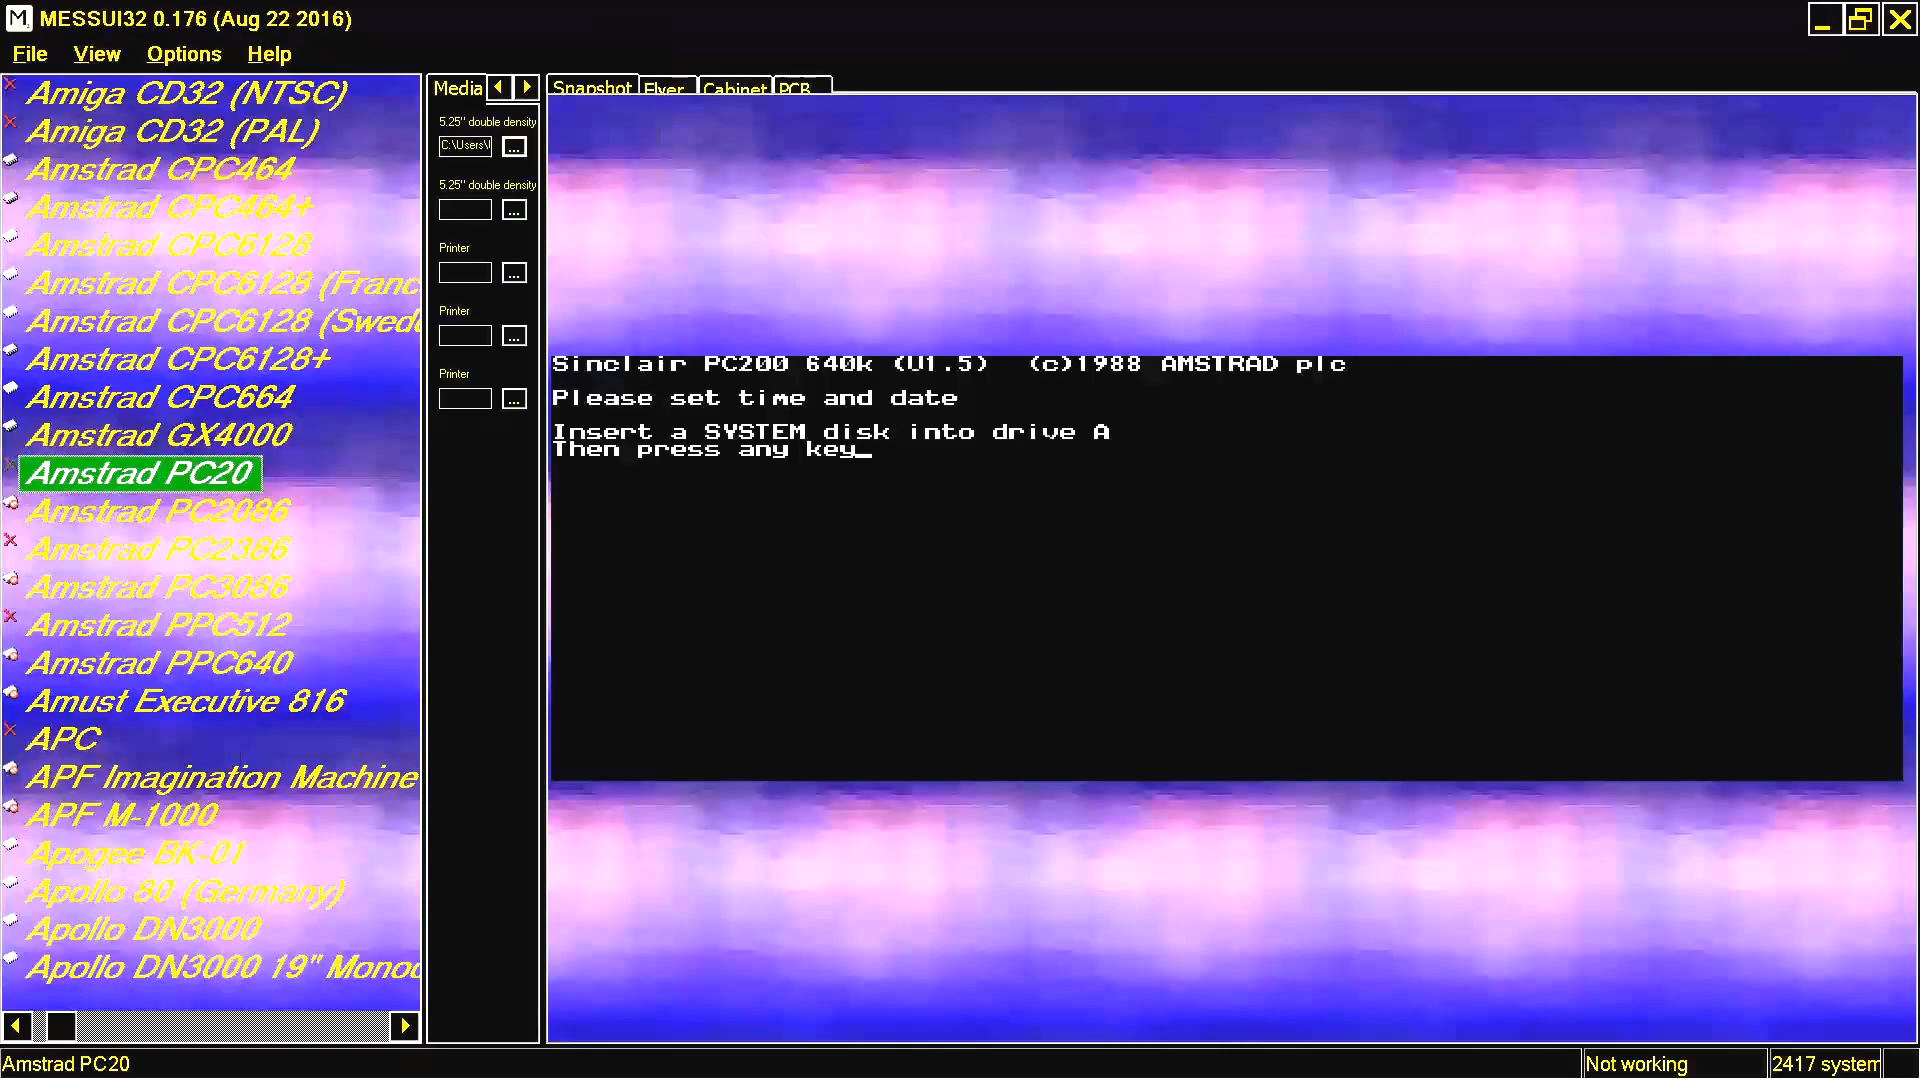 MESSUI32 0.176 (Aug 22 2016)
File View Options Help
Amiga CD32 (NTSC)
Amiga CD32 (PAL)
Amstrad CPC464
Amstrad CPC464+
Amstrad CPC6128
Amstrad CPC6128 (Franc
Amstrad CPC6128 (Swed
Amstrad CPC6128+
Amstrad CPC664
Amstrad GX4000
Amstrad PC20
Amstrad PC2086
Amstrad PC2386
Amstrad PC3086
Amstrad PPC512
Amstrad PPC640
Amust Executive 816
APC
APF Imagination Machine
APF M-1000
Apogee BK-01
Apollo 80 (Germany)
Apollo DN3000
Apollo DN3000 19" Monoc
Media
5.25" double density
C:\Users\I
...
5.25" double density
...
Printer
...
Printer
...
Printer
...
Snapshot Flyer Cabinet PCB
Sinclair PC200 640k (V1.5) (c)1988 AMSTRAD plc
Please set time and date
Insert a SYSTEM disk into drive A
Then press any key_
Amstrad PC20
Not working
2417 system